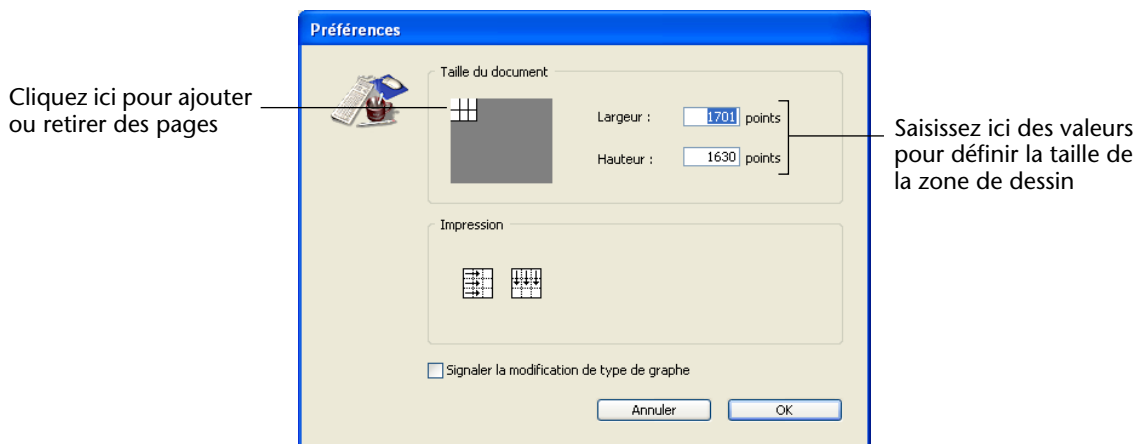 Préférences
Taille du document
Cliquez ici pour ajouter
ou retirer des pages
Largeur : 1701 points
Hauteur : 1630 points
Saisissez ici des valeurs
pour définir la taille de
la zone de dessin
Impression
Signaler la modification de type de graphe
Annuler OK